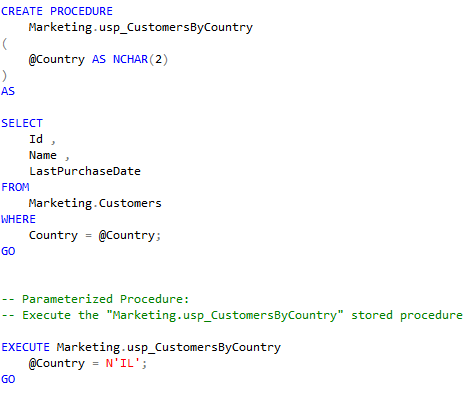 CREATE PROCEDURE
    Marketing.usp_CustomersByCountry
(
    @Country AS NCHAR(2)
)
AS

SELECT
    Id ,
    Name ,
    LastPurchaseDate
FROM
    Marketing.Customers
WHERE
    Country = @Country;
GO


-- Parameterized Procedure:
-- Execute the "Marketing.usp_CustomersByCountry" stored procedure

EXECUTE Marketing.usp_CustomersByCountry
    @Country = N'IL';
GO